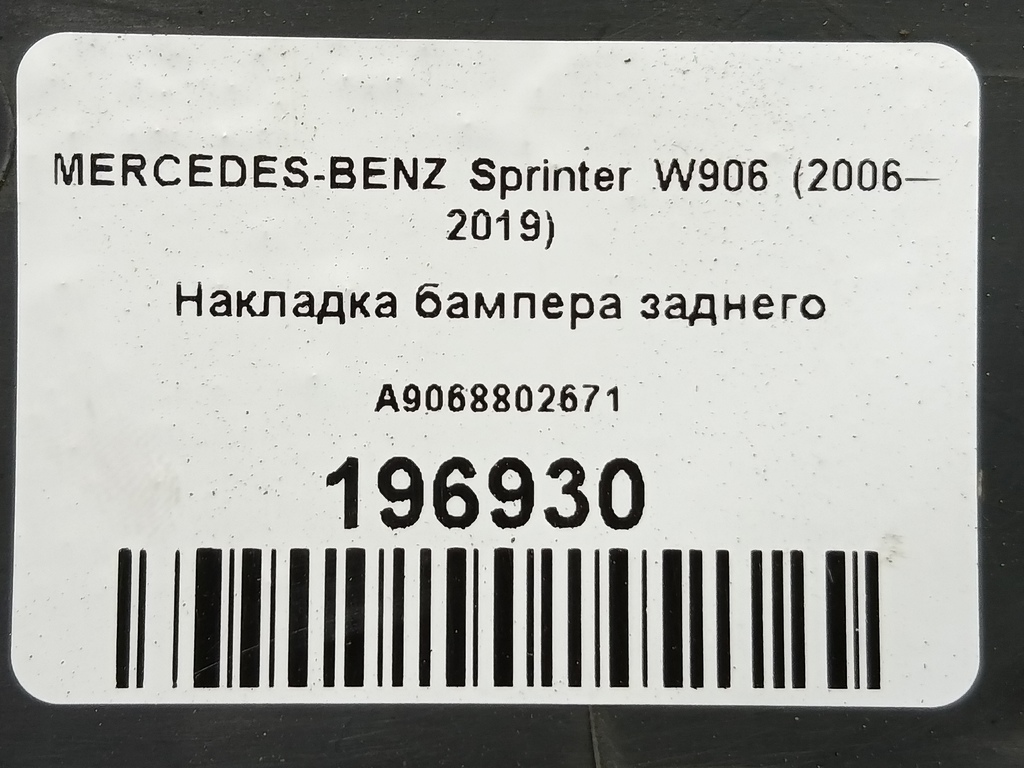 MERCEDES-BENZ Sprinter W906 (2006—
2019)
Накладка бампера заднего
A9068802671
196930